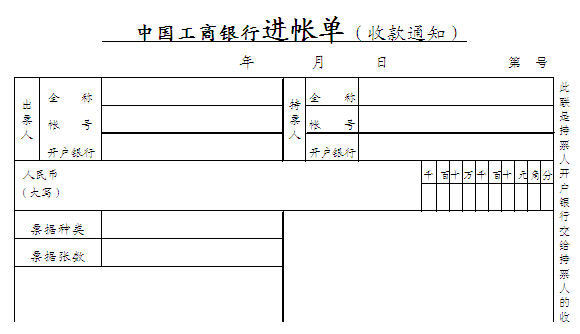 中国工商银行进帐单（收款通知）
年 月 日 第 号
出票人 全 称 持票人 全 称
帐 号 帐 号
开户银行 开户银行
人民币 千百十万千百十元角分
（大写）
票据种类
票据张数
此联是持票人开户银行交给持票人的收